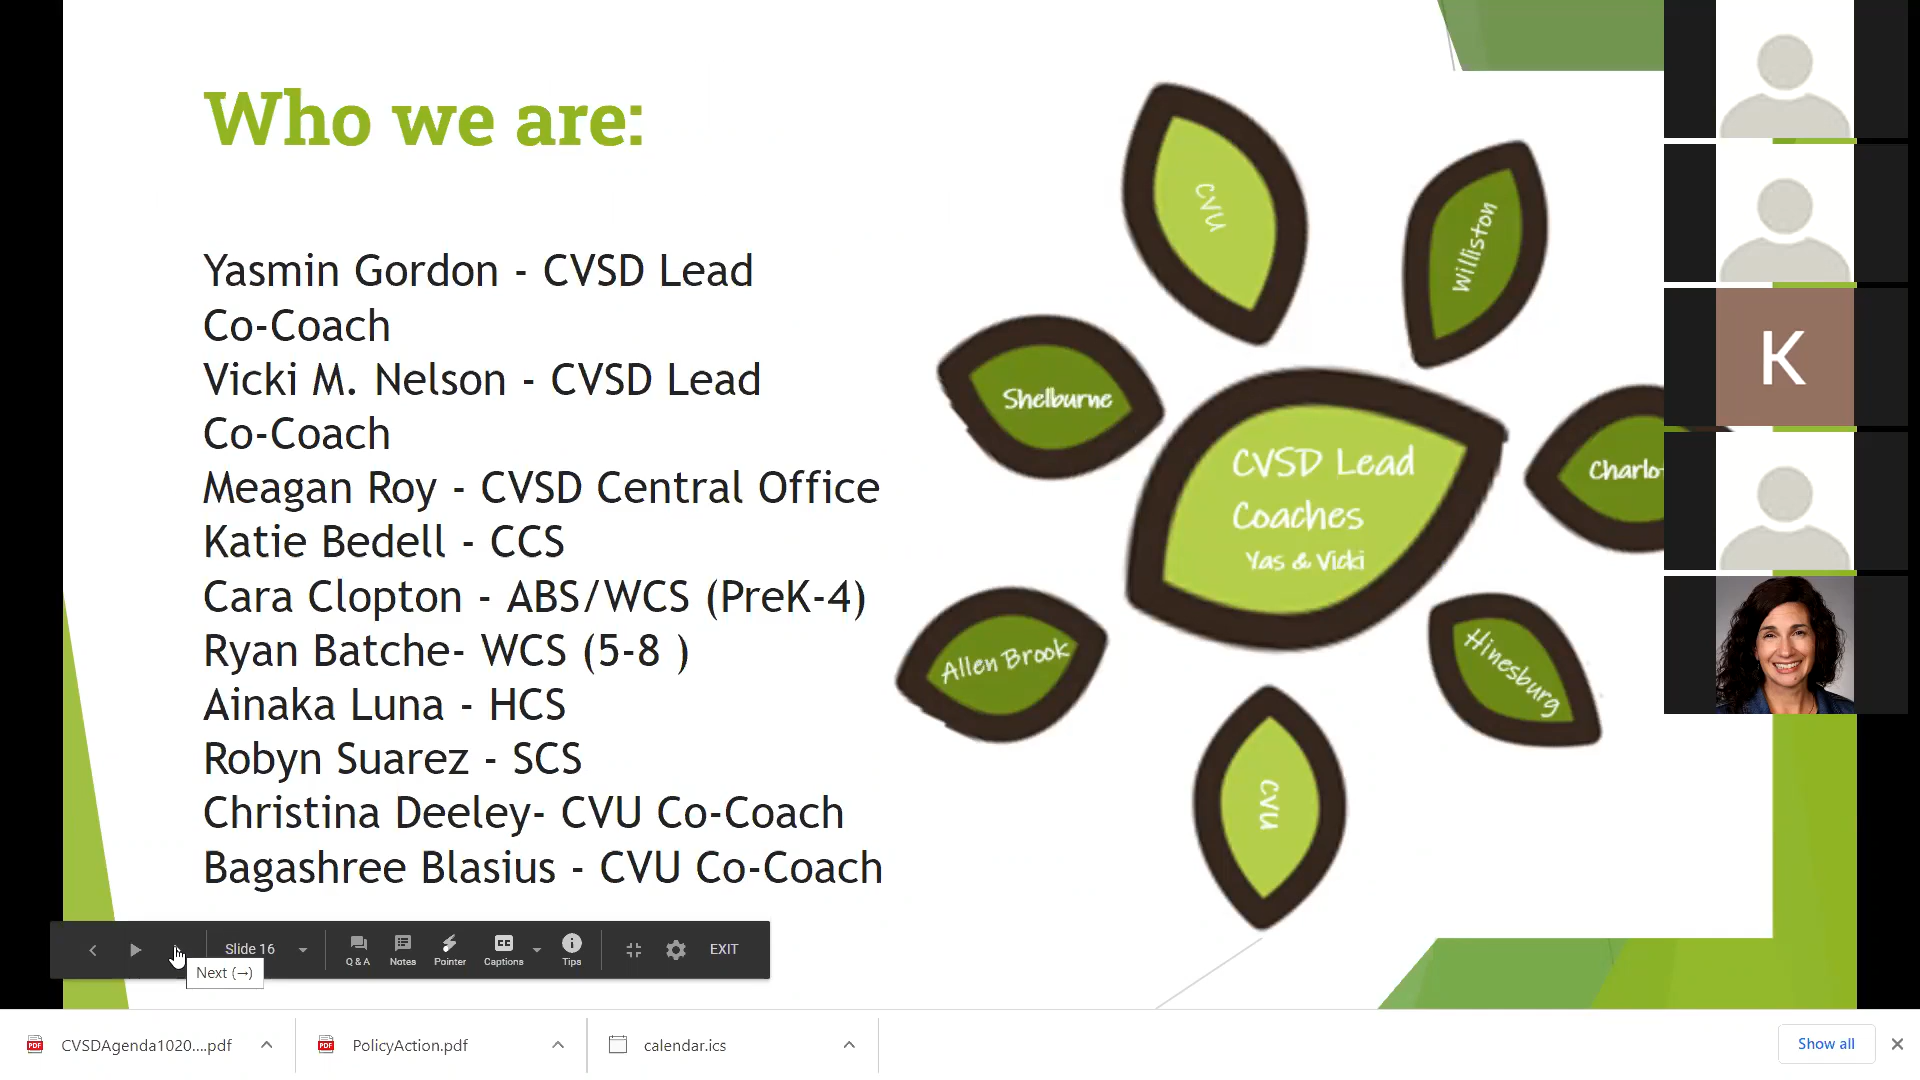 Who we are:
Yasmin Gordon - CVSD Lead
Co-Coach
Vicki M. Nelson - CVSD Lead
Co-Coach
Meagan Roy - CVSD Central Office
Katie Bedell - CCS
Cara Clopton - ABS/WCS (PreK-4)
Ryan Batche- WCS (5-8 )
Ainaka Luna - HCS
Robyn Suarez - SCS
Christina Deeley- CVU Co-Coach
Bagashree Blasius - CVU Co-Coach
CVU
Williston
Shelburne
CVSD Lead
Coaches
Yas & Vicki
Charlo
Allen Brook
Hinesburg
CVU
K
Slide 16
Q & A
Notes
Pointer
CC
Captions
Tips
EXIT
Next (→)
PDF
CVSDAgenda1020....pdf
PDF
PolicyAction.pdf
calendar.ics
Show all